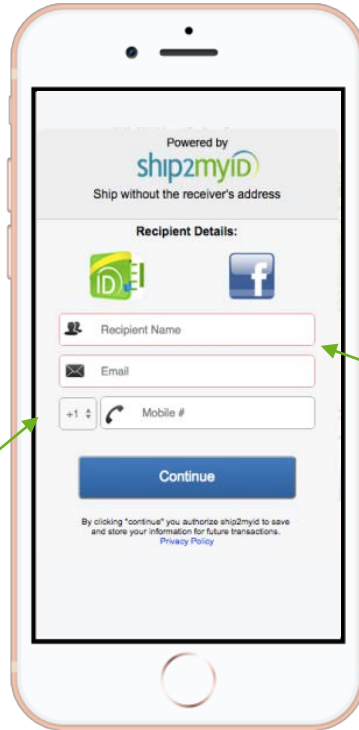 Powered by
ship2myiD
Ship without the receiver's address
Recipient Details:
iD
f
Recipient Name
Email
+1
Mobile #
Continue
By clicking "continue" you authorize ship2myid to save
and store your information for future transactions.
Privacy Policy